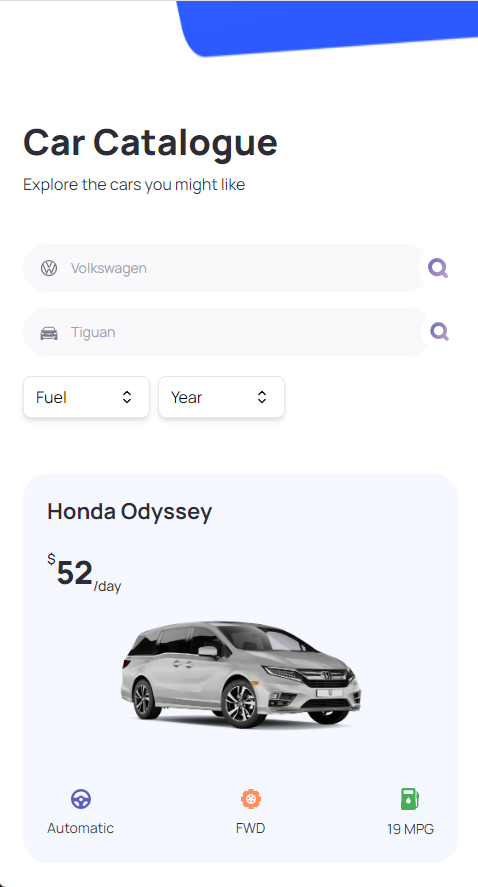 Car Catalogue
Explore the cars you might like
Volkswagen
Tiguan
Fuel Year
Honda Odyssey
$52/day
Automatic FWD 19 MPG